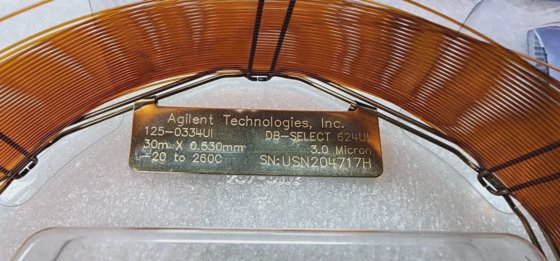 Agilent Technologies, Inc.
125-0334UI DB-SELECT 624UI
30m X 0.530mm 3.0 Micron
-20 to 260C SN:USN204717H